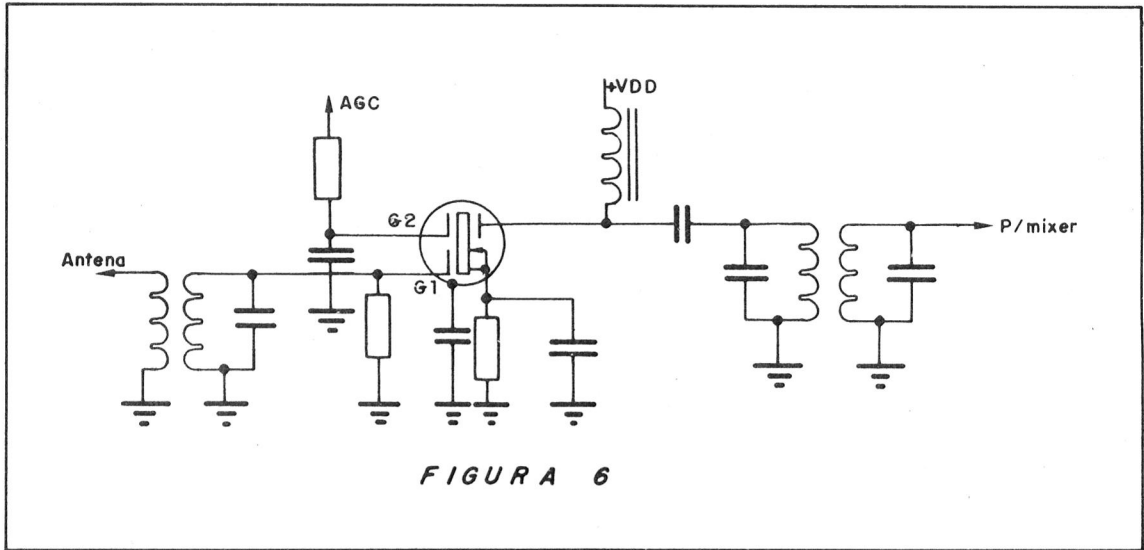 +VDD
AGC
G2
P/mixer
Antena
G1
FIGURA 6